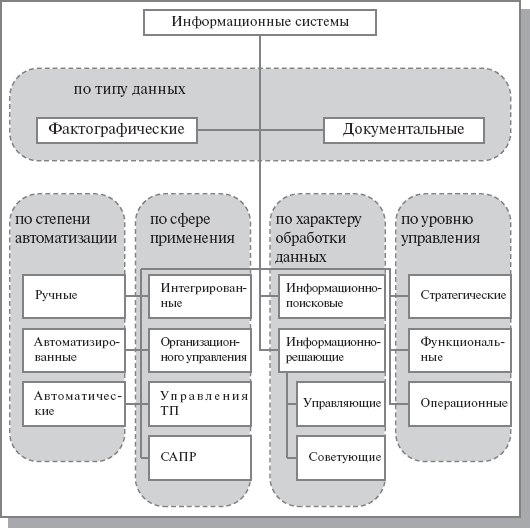 Информационные системы
по типу данных
Фактографические
Документальные
по степени
автоматизации
Ручные
Автоматизиро-
ванные
Автоматичес-
кие
по сфере
применения
Интегрирован-
ные
Организацион-
ного управления
Управления
ТП
САПР
по характеру
обработки
данных
Информационно-
поисковые
Информационно-
решающие
Управляющие
Советующие
по уровню
управления
Стратегические
Функциональ-
ные
Операционные